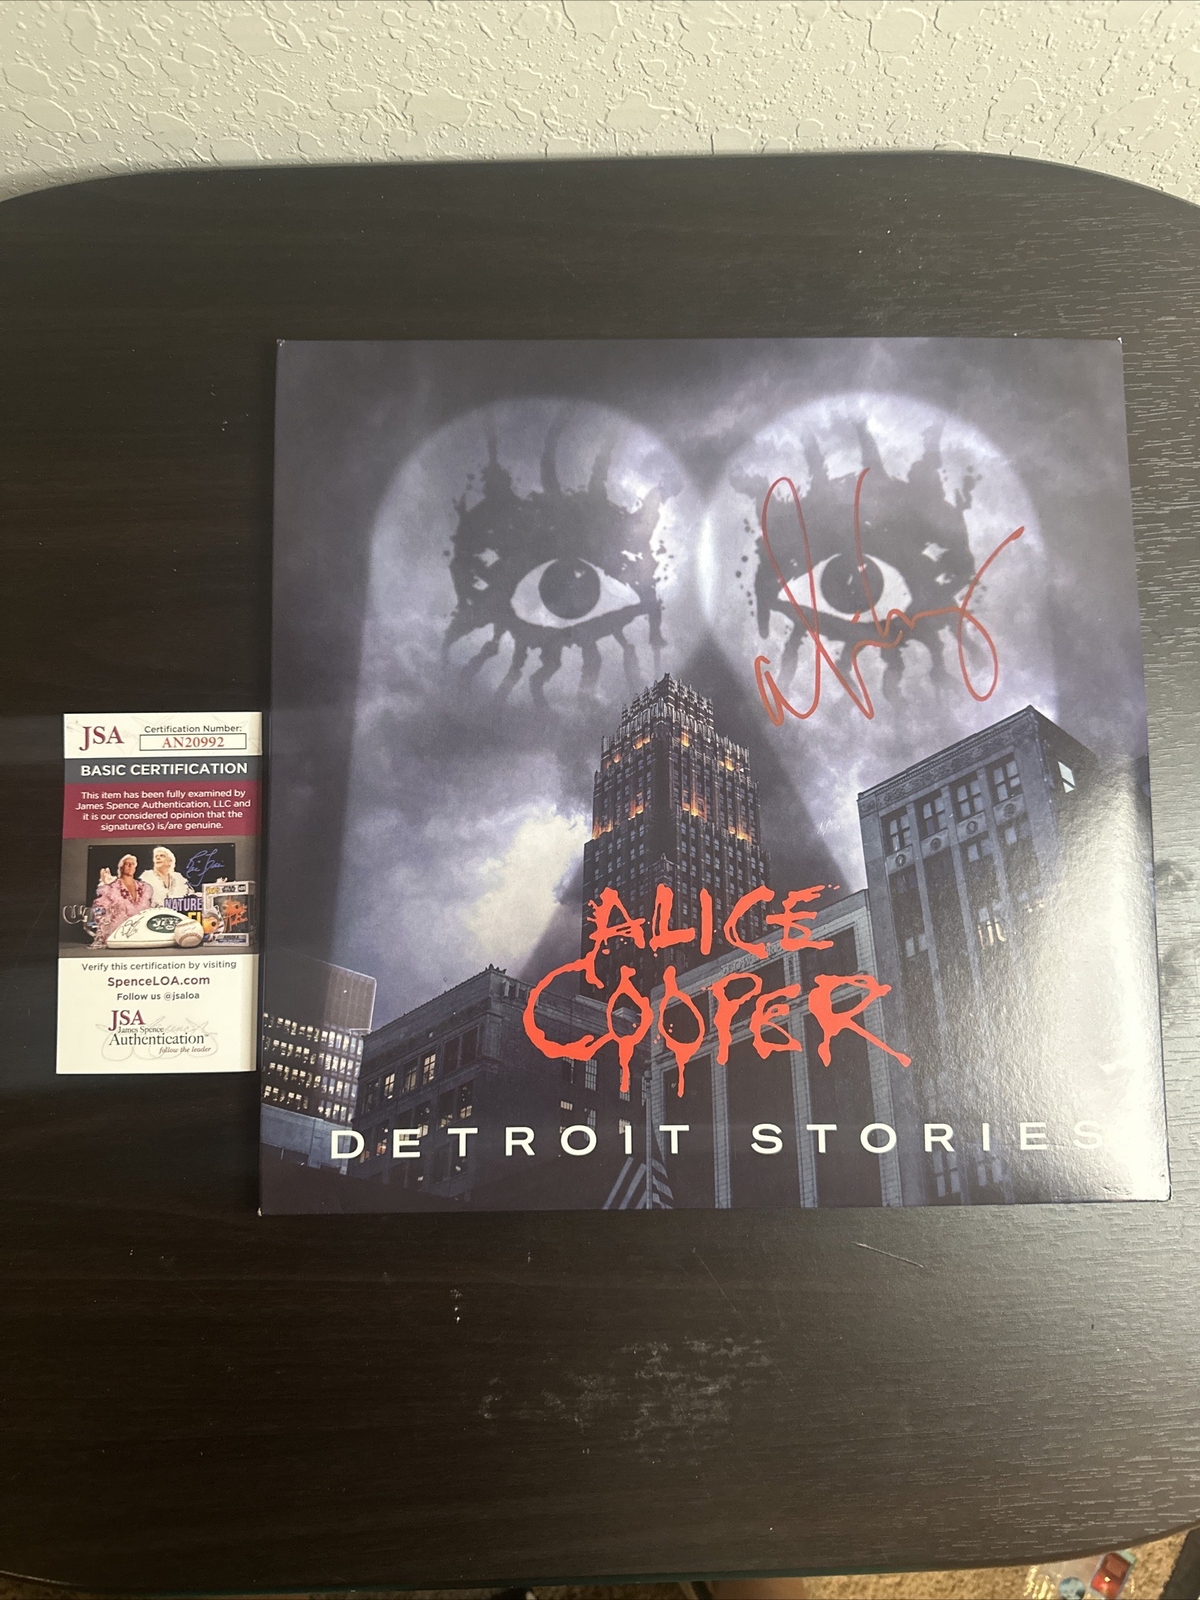 JSA
Certification Number:
AN20992
BASIC CERTIFICATION
This item has been fully examined by
James Spence Authentication, LLC and
it is our considered opinion that the
signature(s) is/are genuine.
NATURE
Verify this certification by visiting
SpenceLOA.com
Follow us @jsaloa
JSA
James Spence
Authentication
follow the leader
ALICE
COOPER
DETROIT STORIES